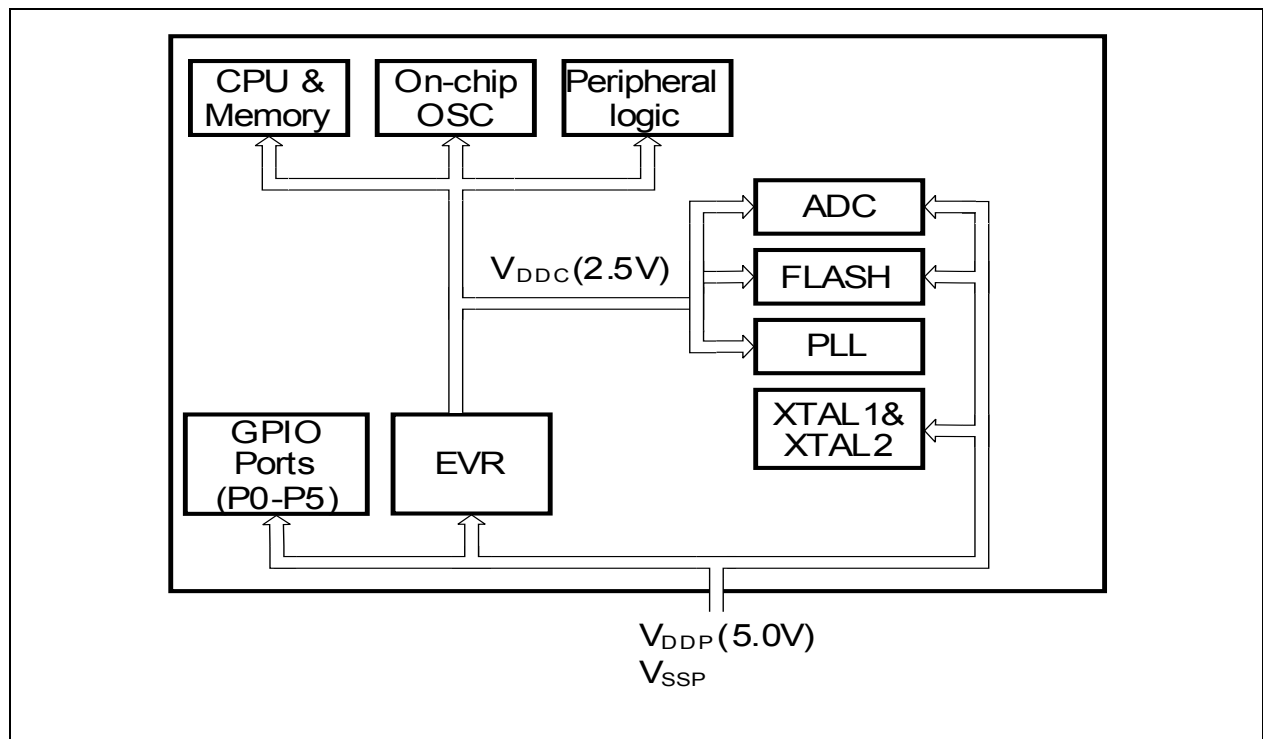 CPU & Memory
On-chip OSC
Peripheral logic
ADC
VDDC(2.5V)
FLASH
PLL
XTAL1& XTAL2
GPIO Ports (P0-P5)
EVR
VDDP(5.0V)
VSSP